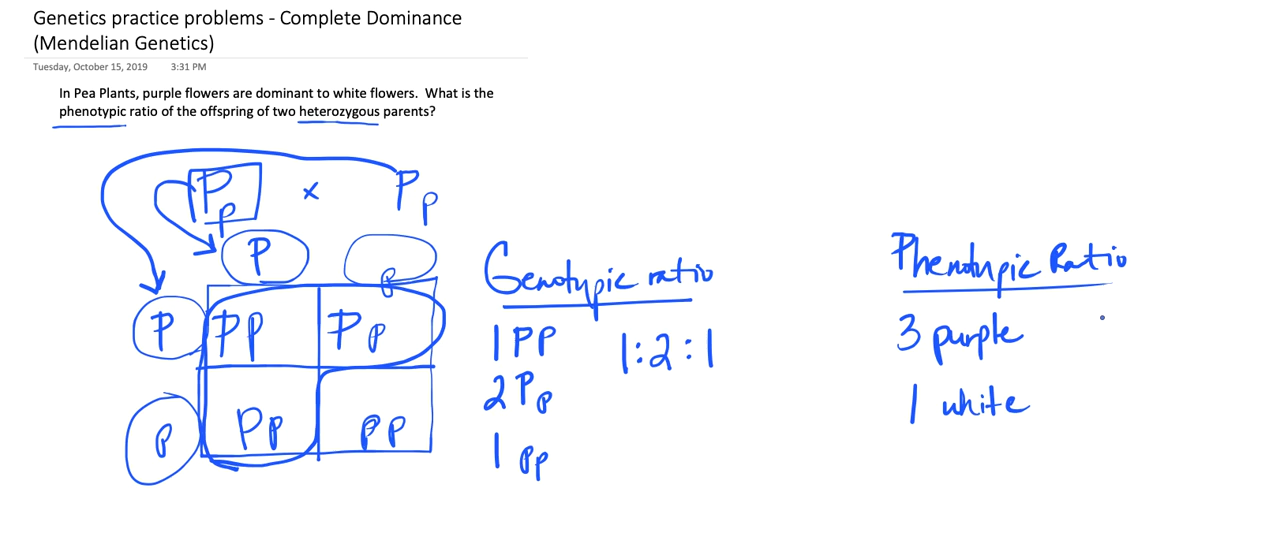 Genetics practice problems - Complete Dominance
(Mendelian Genetics)
Tuesday, October 15, 2019 3:31 PM
In Pea Plants, purple flowers are dominant to white flowers. What is the
phenotypic ratio of the offspring of two heterozygous parents?
Pp x Pp
P p
P PP Pp
p Pp pp
Genotypic ratio
1 PP 1:2:1
2 Pp
1 pp
Phenotypic Ratio
3 purple
1 white